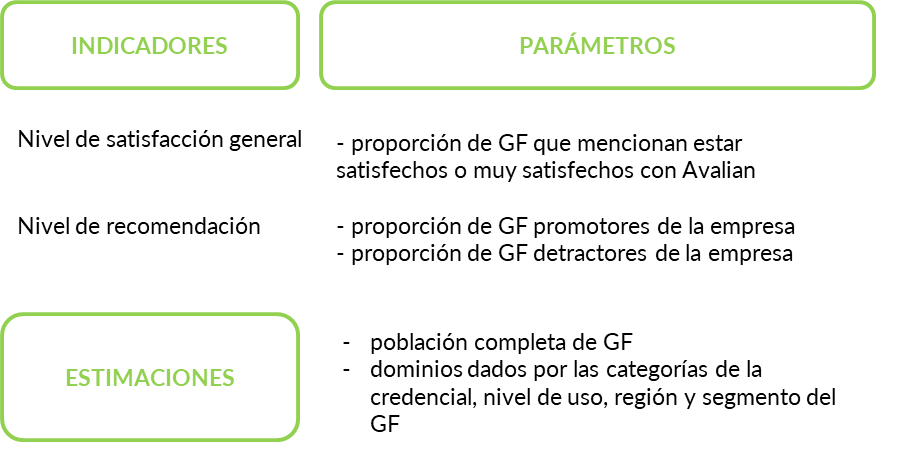 INDICADORES
PARÁMETROS
Nivel de satisfacción general
- proporción de GF que mencionan estar
satisfechos o muy satisfechos con Avalian
Nivel de recomendación
- proporción de GF promotores de la empresa
- proporción de GF detractores de la empresa
ESTIMACIONES
- población completa de GF
- dominios dados por las categorías de la
credencial, nivel de uso, región y segmento del
GF